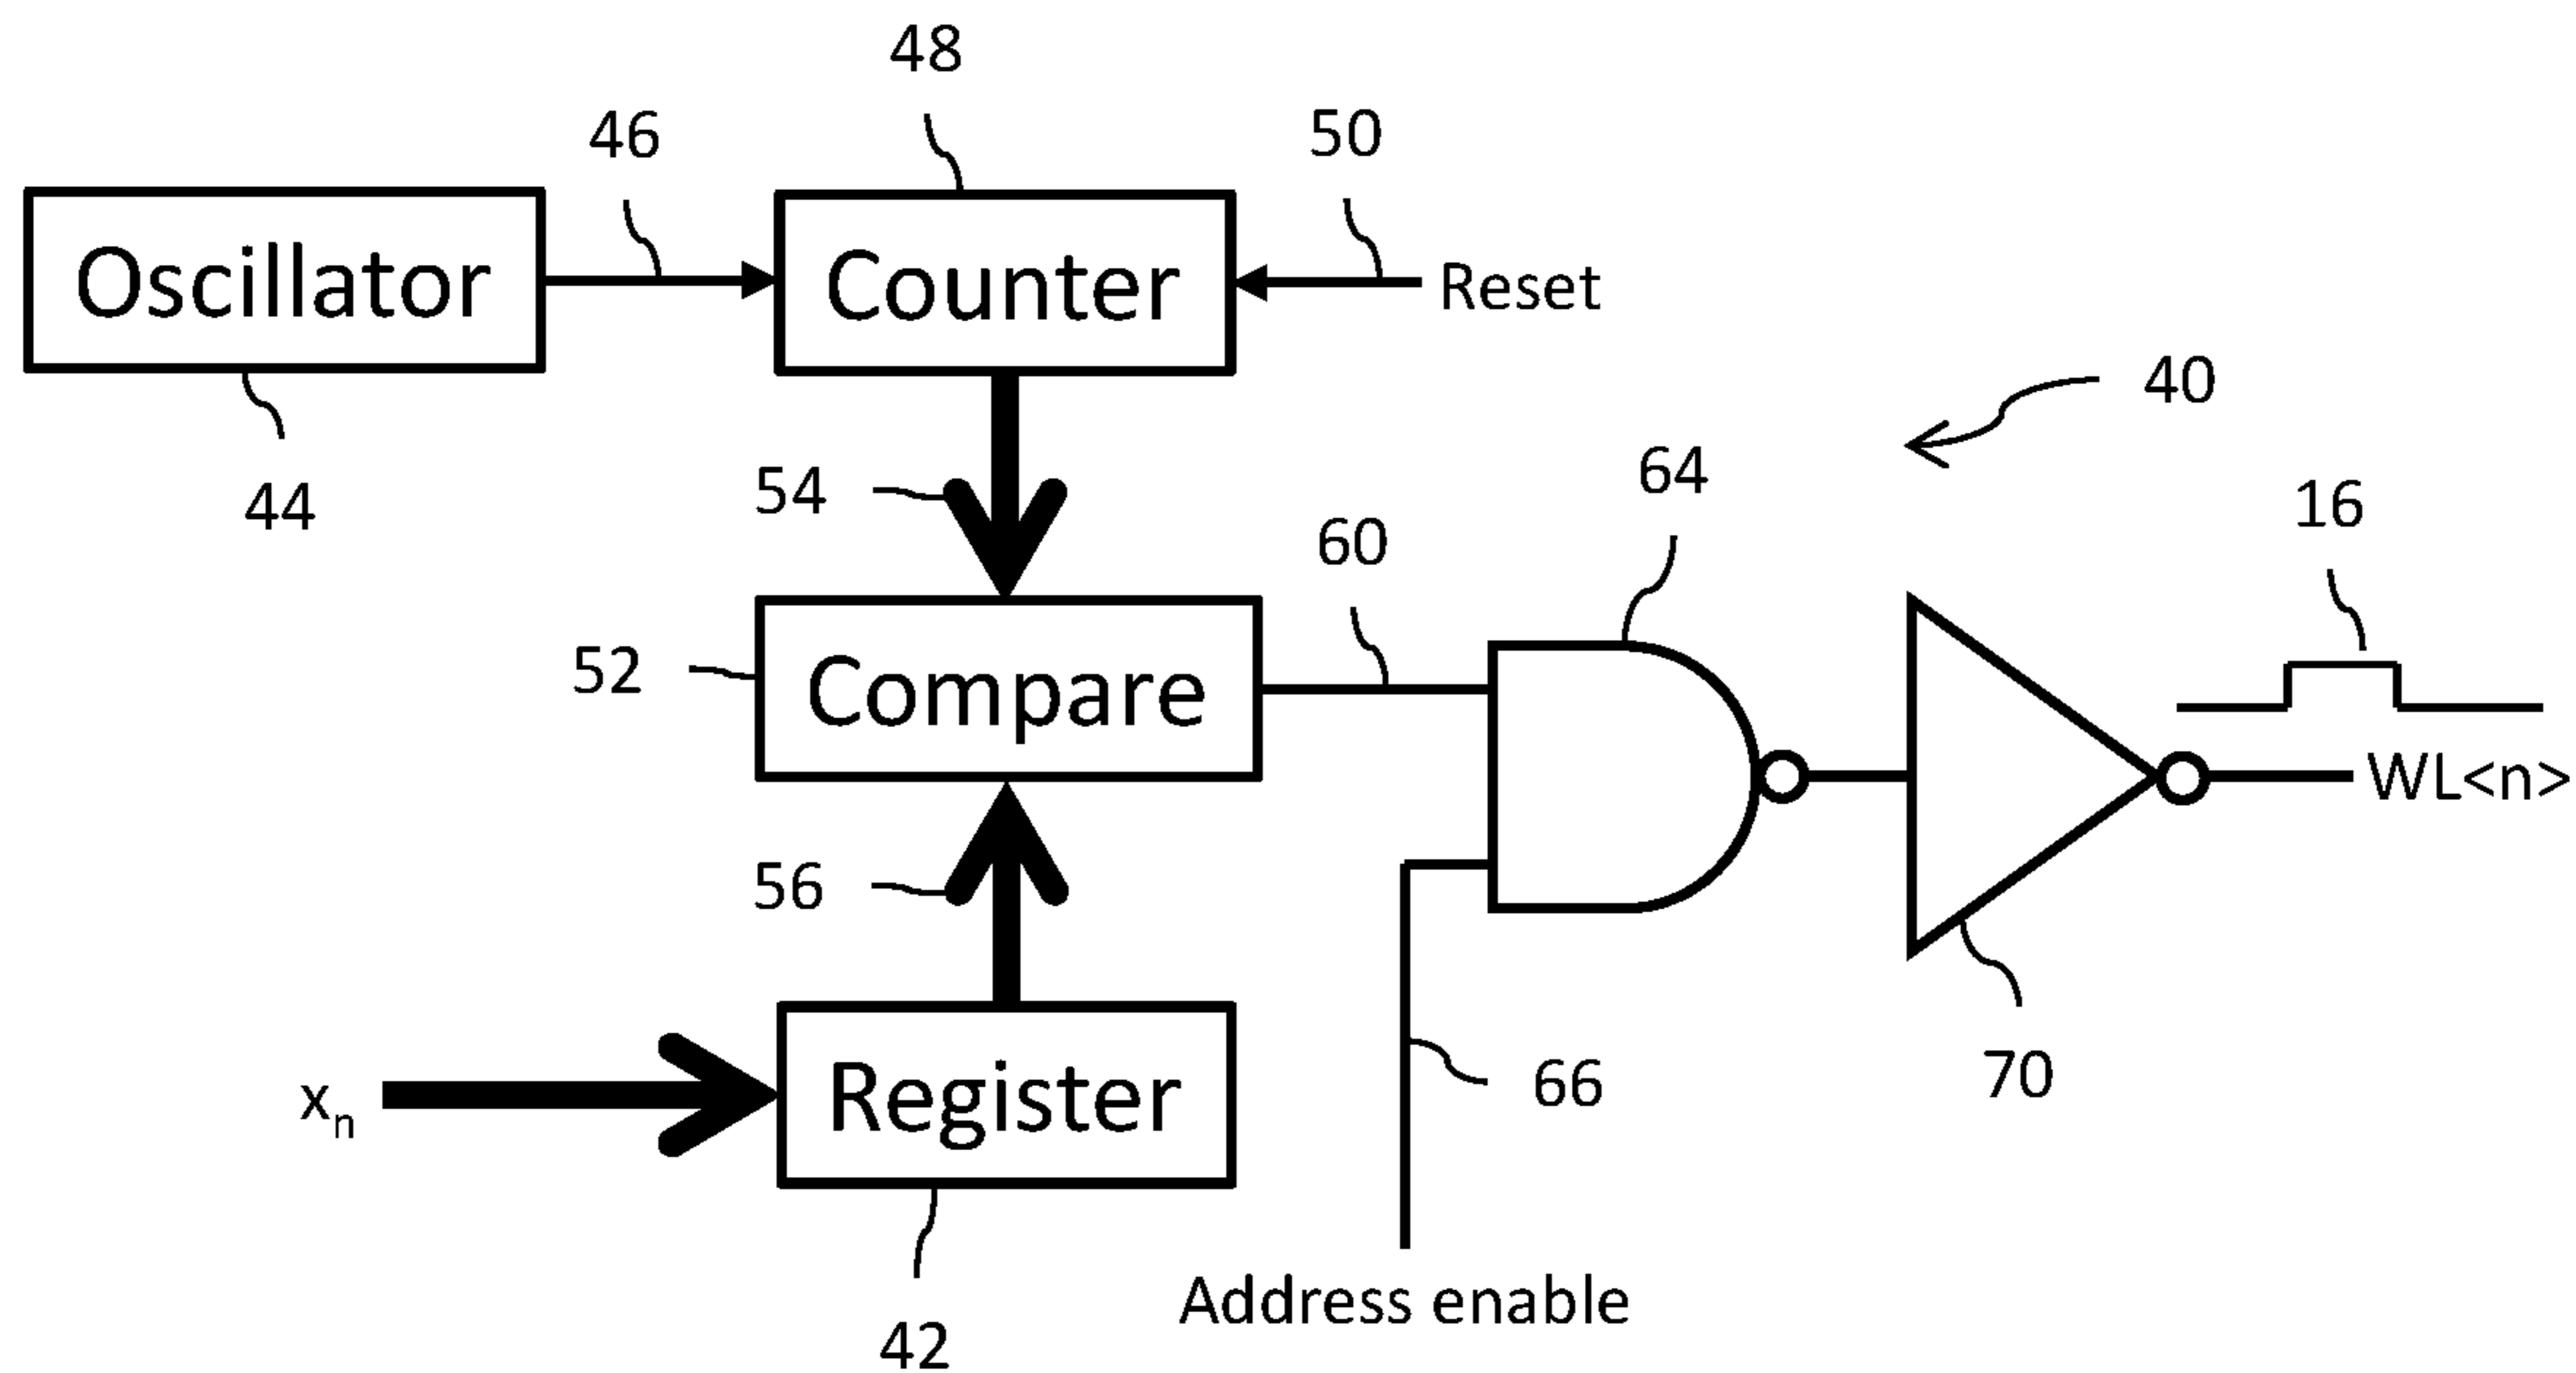 48
46
50
Oscillator
Counter
Reset
40
44
54
64
16
60
52
Compare
WL<n>
56
xₙ
Register
66
70
Address enable
42